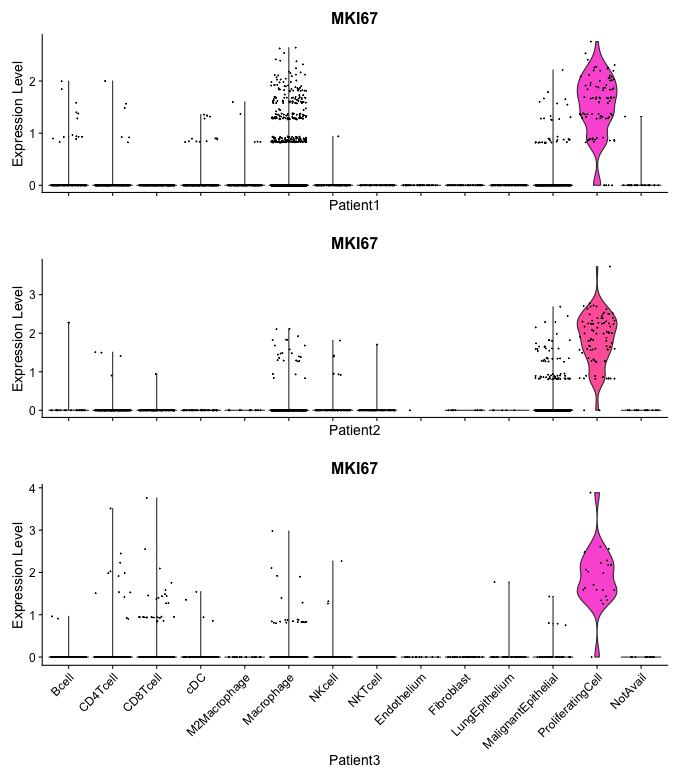 MKI67
Expression Level
2
1
0
Patient1
MKI67
Expression Level
3
2
1
0
Patient2
MKI67
Expression Level
4
3
2
1
0
Bcell
CD4Tcell
CD8Tcell
cDC
M2Macrophage
Macrophage
NKcell
NKTcell
Endothelium
Fibroblast
LungEpithelium
MalignantEpithelial
ProliferatingCell
NotAvail
Patient3